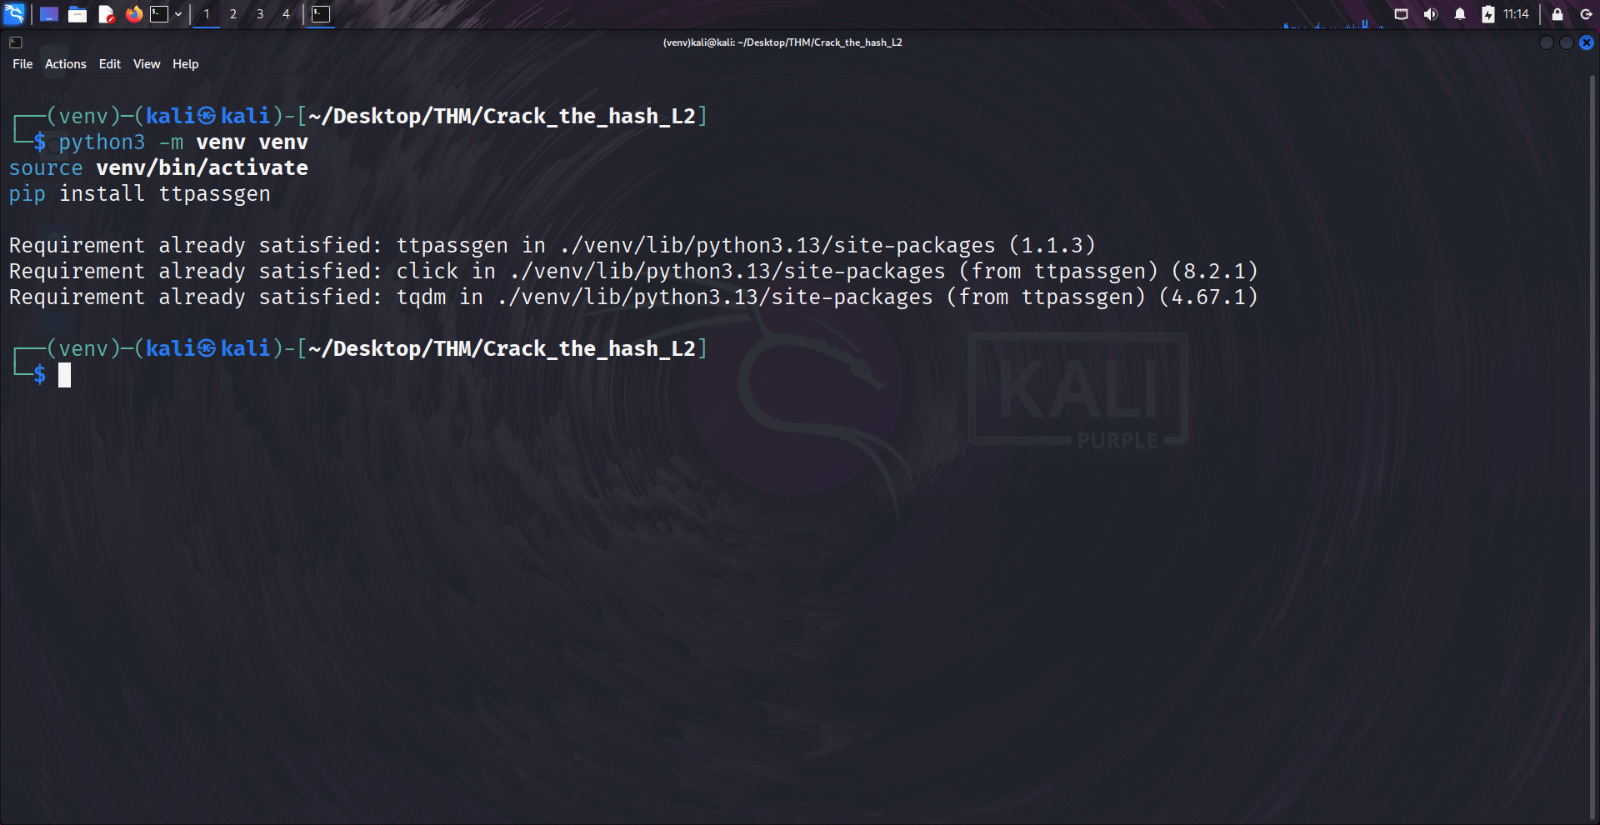 1 2 3 4 11:14
(venv)kali@kali: ~/Desktop/THM/Crack_the_hash_L2
File Actions Edit View Help
┌──(venv)─(kali㉿kali)-[~/Desktop/THM/Crack_the_hash_L2]
└─$ python3 -m venv venv
source venv/bin/activate
pip install ttpassgen
Requirement already satisfied: ttpassgen in ./venv/lib/python3.13/site-packages (1.1.3)
Requirement already satisfied: click in ./venv/lib/python3.13/site-packages (from ttpassgen) (8.2.1)
Requirement already satisfied: tqdm in ./venv/lib/python3.13/site-packages (from ttpassgen) (4.67.1)
┌──(venv)─(kali㉿kali)-[~/Desktop/THM/Crack_the_hash_L2]
└─$
KALI
PURPLE